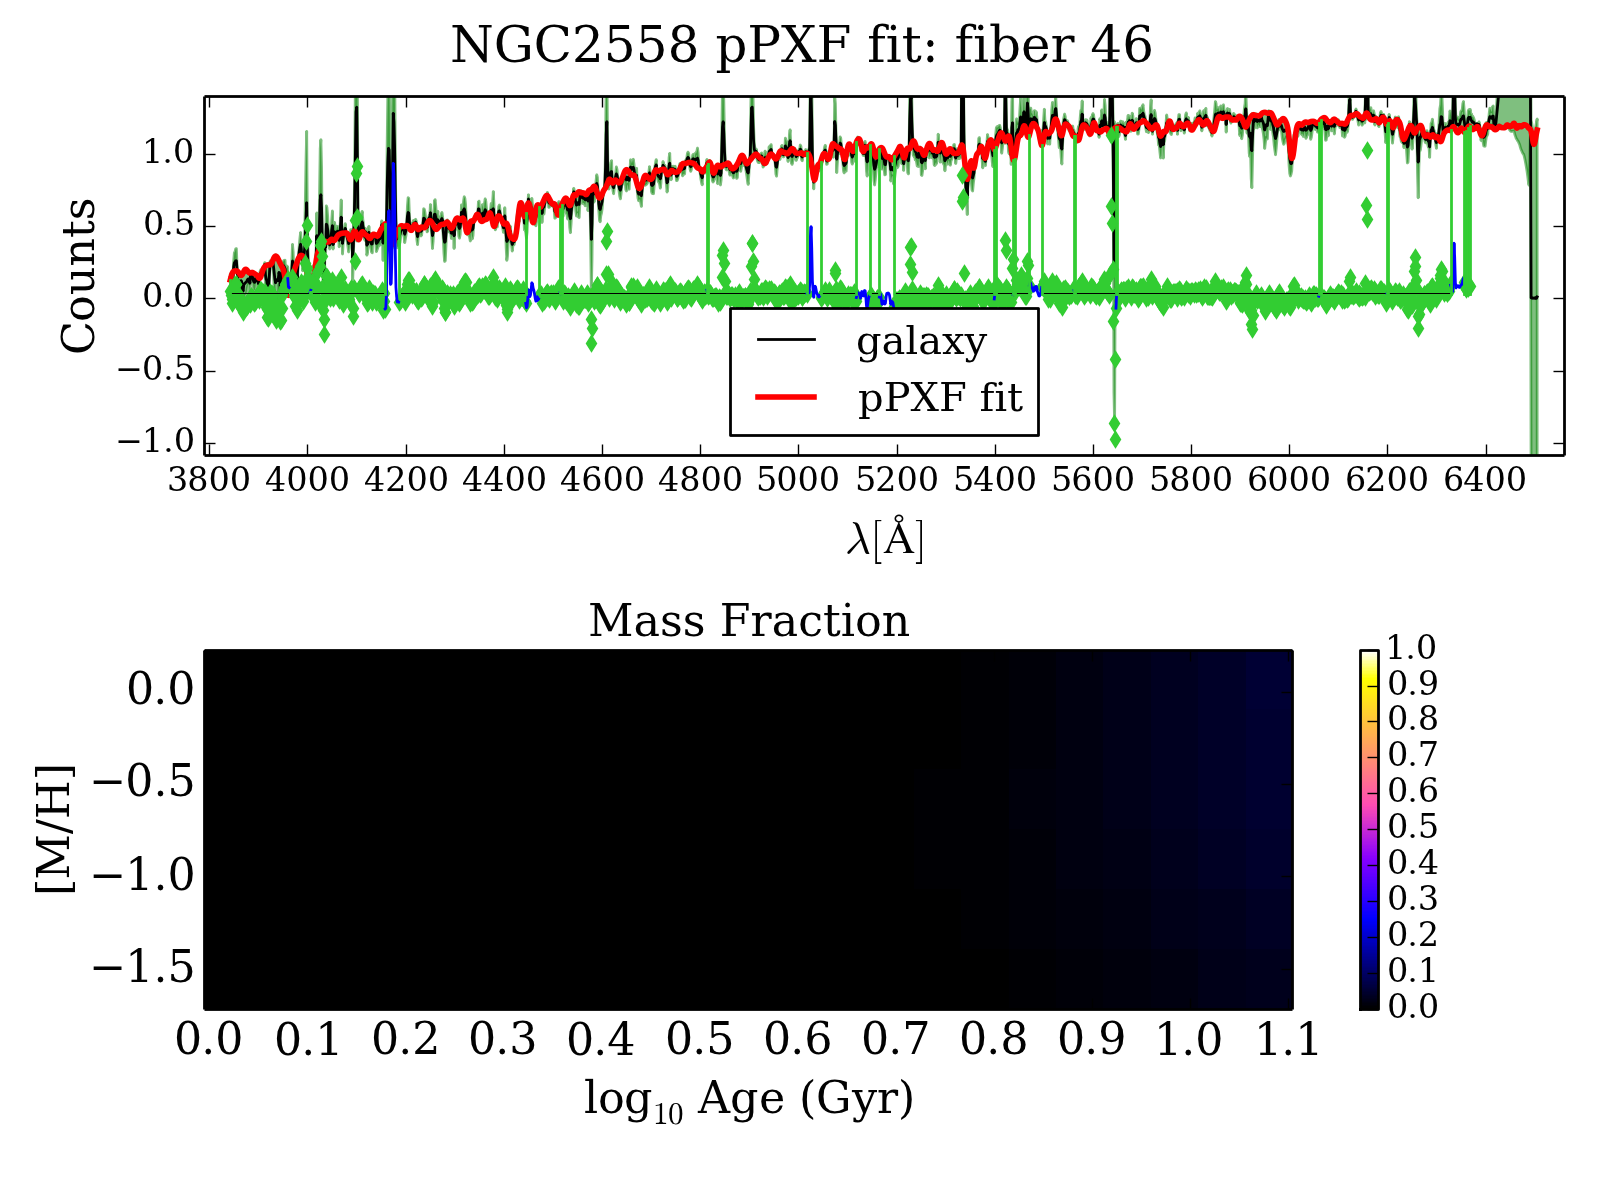 NGC2558 pPXF fit: fiber 46
Counts
1.0
0.5
0.0
−0.5
−1.0
galaxy
pPXF fit
3800 4000 4200 4400 4600 4800 5000 5200 5400 5600 5800 6000 6200 6400
λ[Å]
Mass Fraction
[M/H]
0.0
−0.5
−1.0
−1.5
0.0 0.1 0.2 0.3 0.4 0.5 0.6 0.7 0.8 0.9 1.0 1.1
log₁₀ Age (Gyr)
1.0
0.9
0.8
0.7
0.6
0.5
0.4
0.3
0.2
0.1
0.0